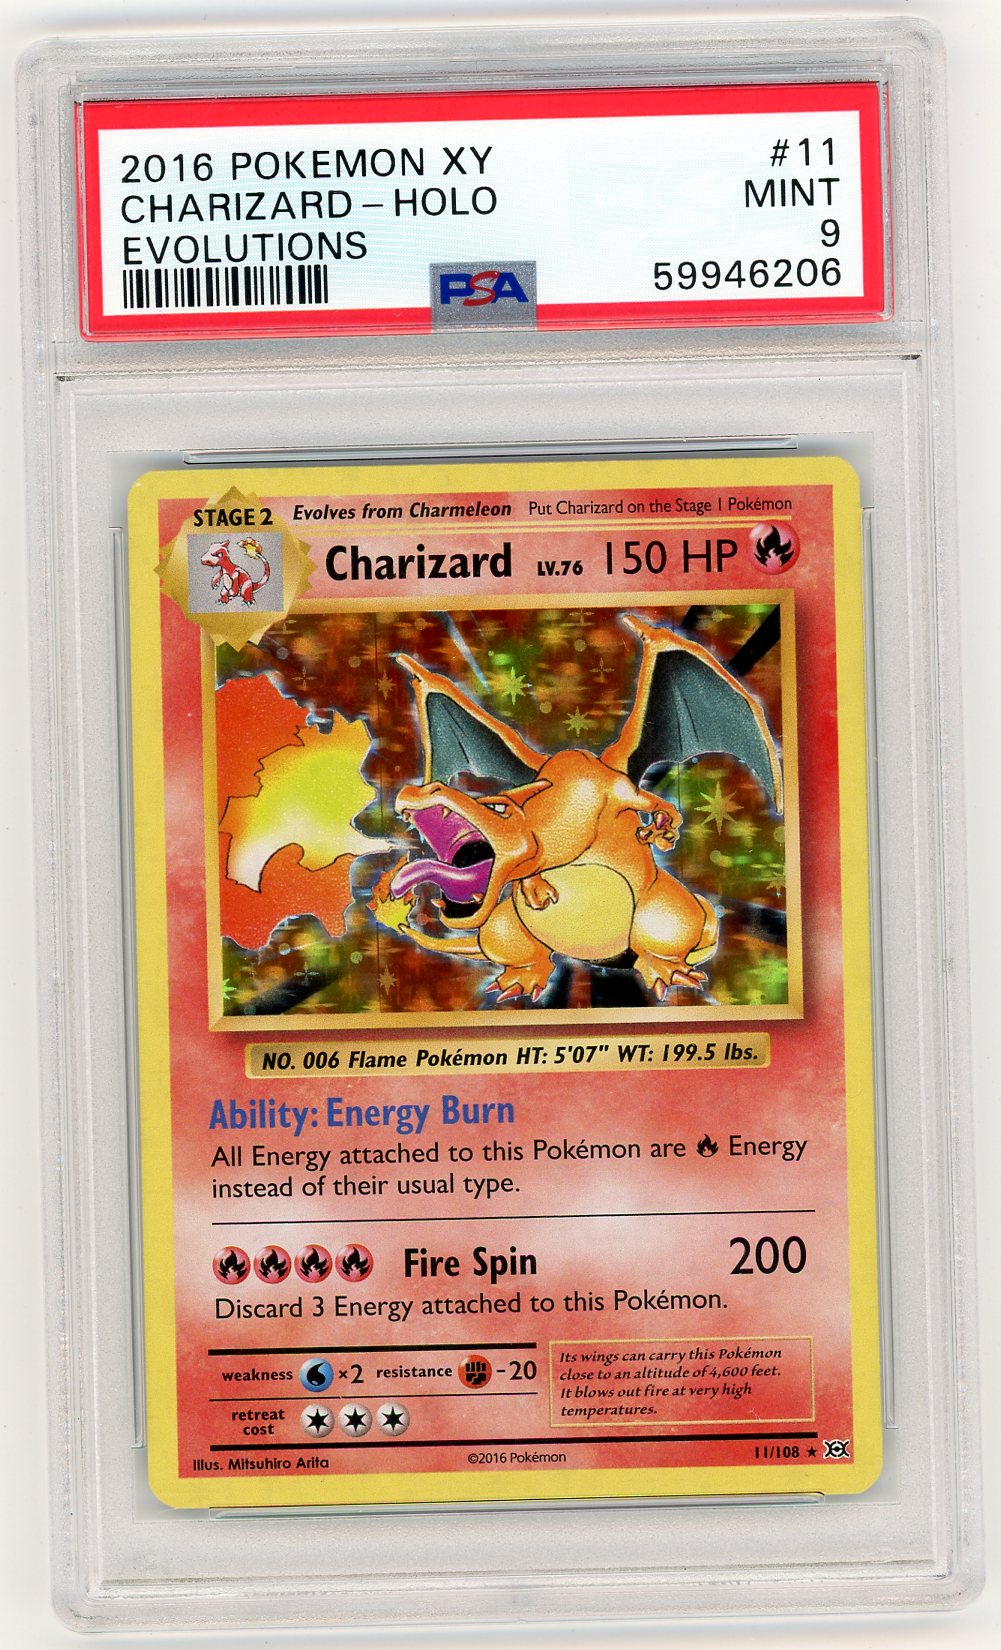 2016 POKEMON XY
#11
CHARIZARD – HOLO
MINT
EVOLUTIONS
9
PSA
59946206
STAGE 2
Evolves from Charmeleon
Put Charizard on the Stage 1 Pokémon
Charizard LV.76 150 HP
NO. 006 Flame Pokémon HT: 5'07" WT: 199.5 lbs.
Ability: Energy Burn
All Energy attached to this Pokémon are Energy
instead of their usual type.
Fire Spin 200
Discard 3 Energy attached to this Pokémon.
weakness ×2 resistance -20
retreat
cost
Its wings can carry this Pokémon
close to an altitude of 4,600 feet.
It blows out fire at very high
temperatures.
Illus. Mitsuhiro Arita
©2016 Pokémon
11/108 ★